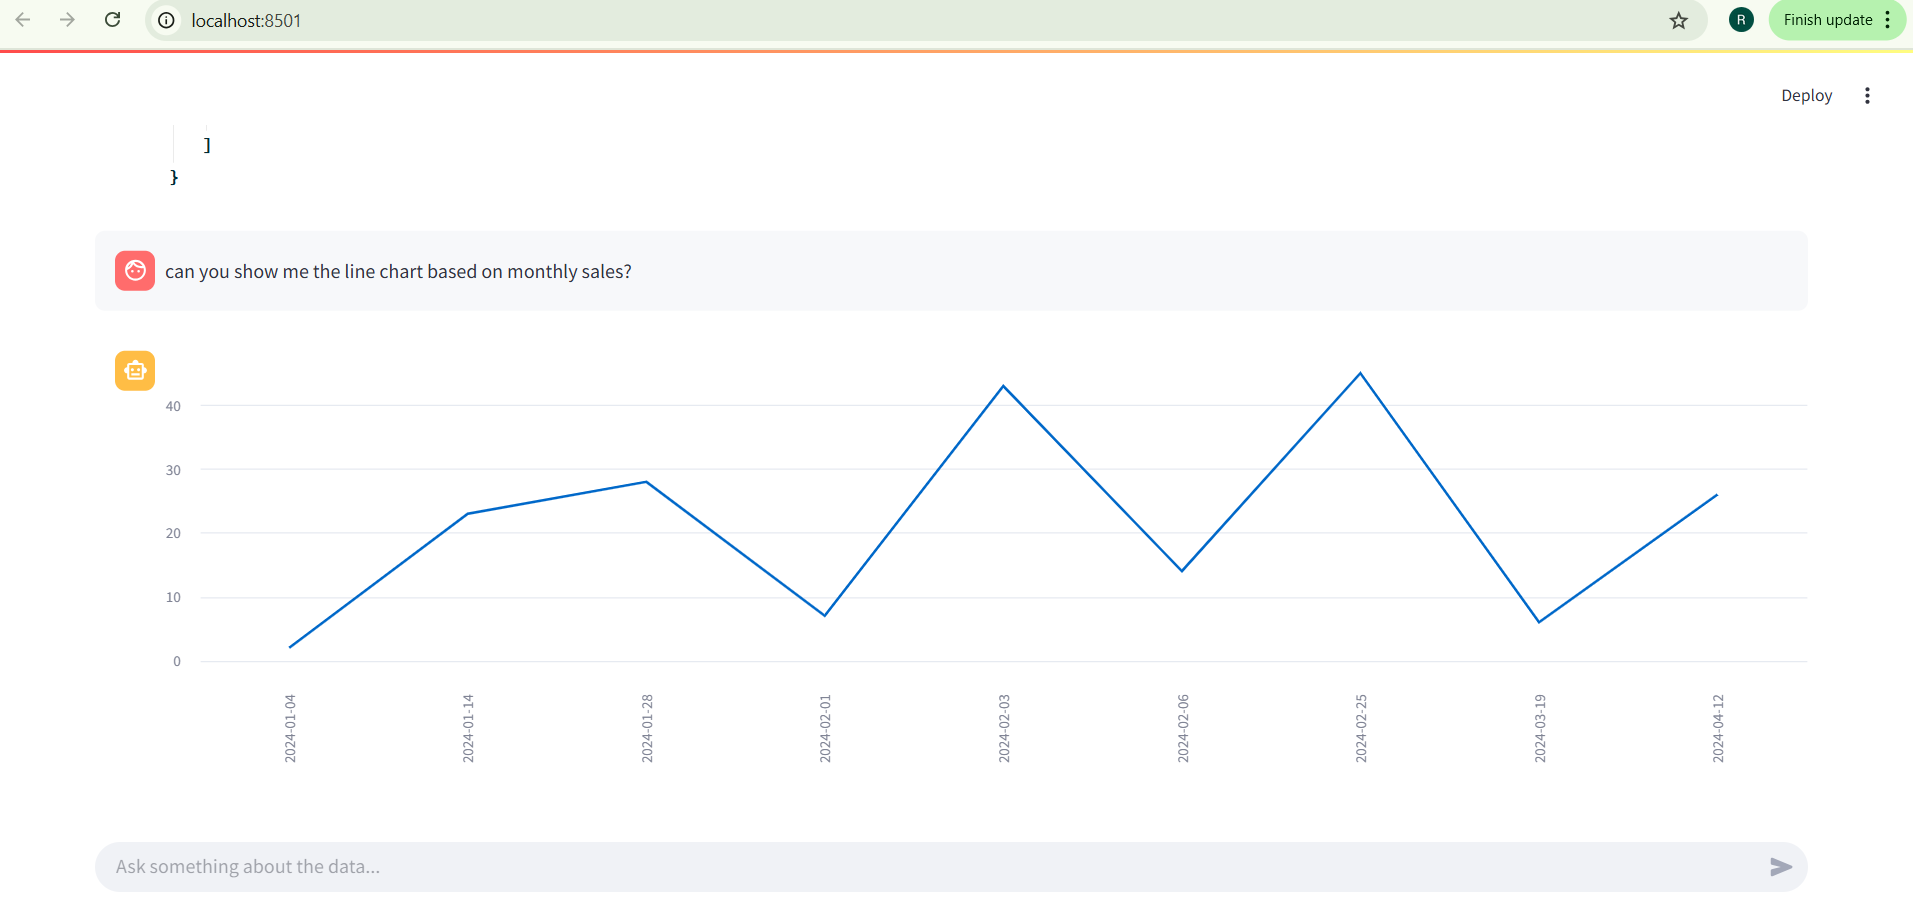 localhost:8501
R
Finish update
Deploy
]
}
can you show me the line chart based on monthly sales?
40
30
20
10
0
2024-01-04
2024-01-14
2024-01-28
2024-02-01
2024-02-03
2024-02-06
2024-02-25
2024-03-19
2024-04-12
Ask something about the data...